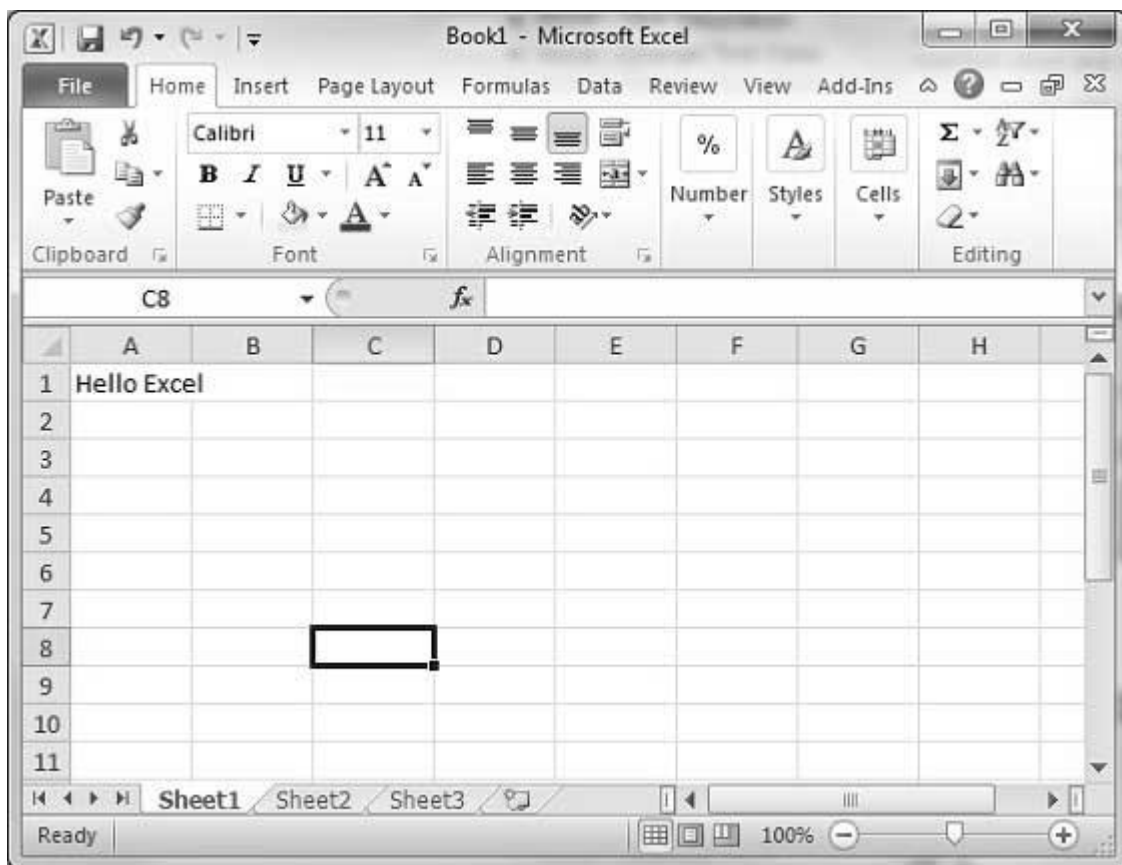 Book1 - Microsoft Excel
File Home Insert Page Layout Formulas Data Review View Add-Ins
Calibri 11
Paste
B I U A A
A
% Number
A Styles
Cells
Σ
Clipboard Font Alignment Editing
C8 fx
A B C D E F G H
1 Hello Excel
2
3
4
5
6
7
8
9
10
11
Sheet1 Sheet2 Sheet3
Ready 100%